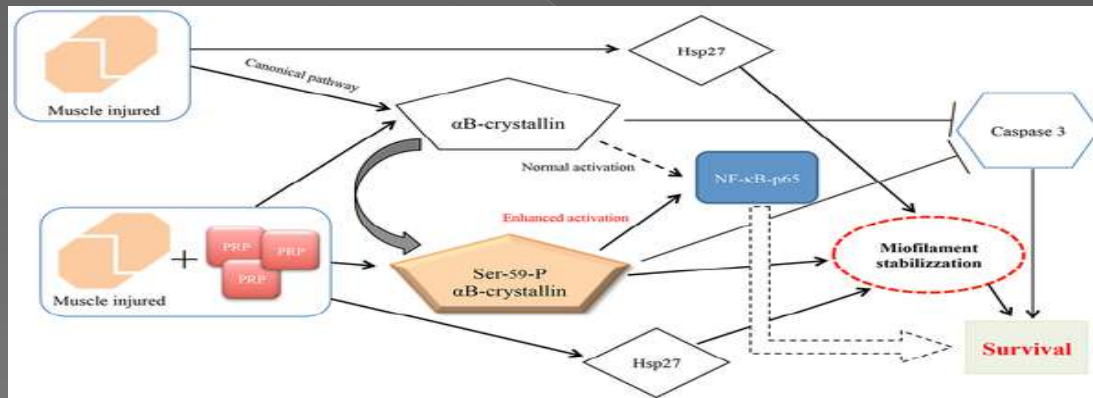 Hsp27
Muscle injured
Canonical pathway
αB-crystallin
Caspase 3
Normal activation
NF-κB-p65
Enhanced activation
PRP
PRP
PRP
+
Muscle injured
Ser-59-P
αB-crystallin
Miofilament
stabilizzation
Hsp27
Survival